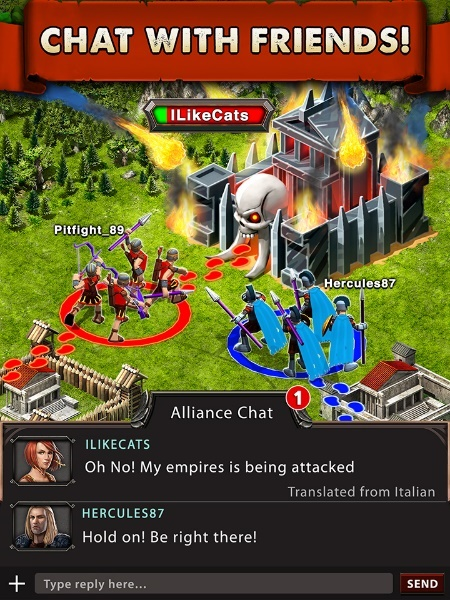 CHAT WITH FRIENDS!
ILikeCats
Pitfight_89
Hercules87
Alliance Chat
1
ILIKECATS
Oh No! My empires is being attacked
Translated from Italian
HERCULES87
Hold on! Be right there!
+ Type reply here... SEND